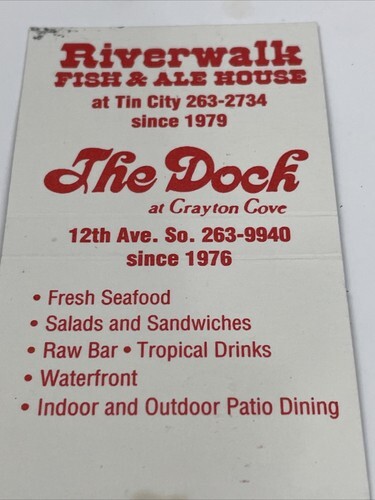 Riverwalk
FISH & ALE HOUSE
at Tin City 263-2734
since 1979
The Dock
at Crayton Cove
12th Ave. So. 263-9940
since 1976
• Fresh Seafood
• Salads and Sandwiches
• Raw Bar • Tropical Drinks
• Waterfront
• Indoor and Outdoor Patio Dining